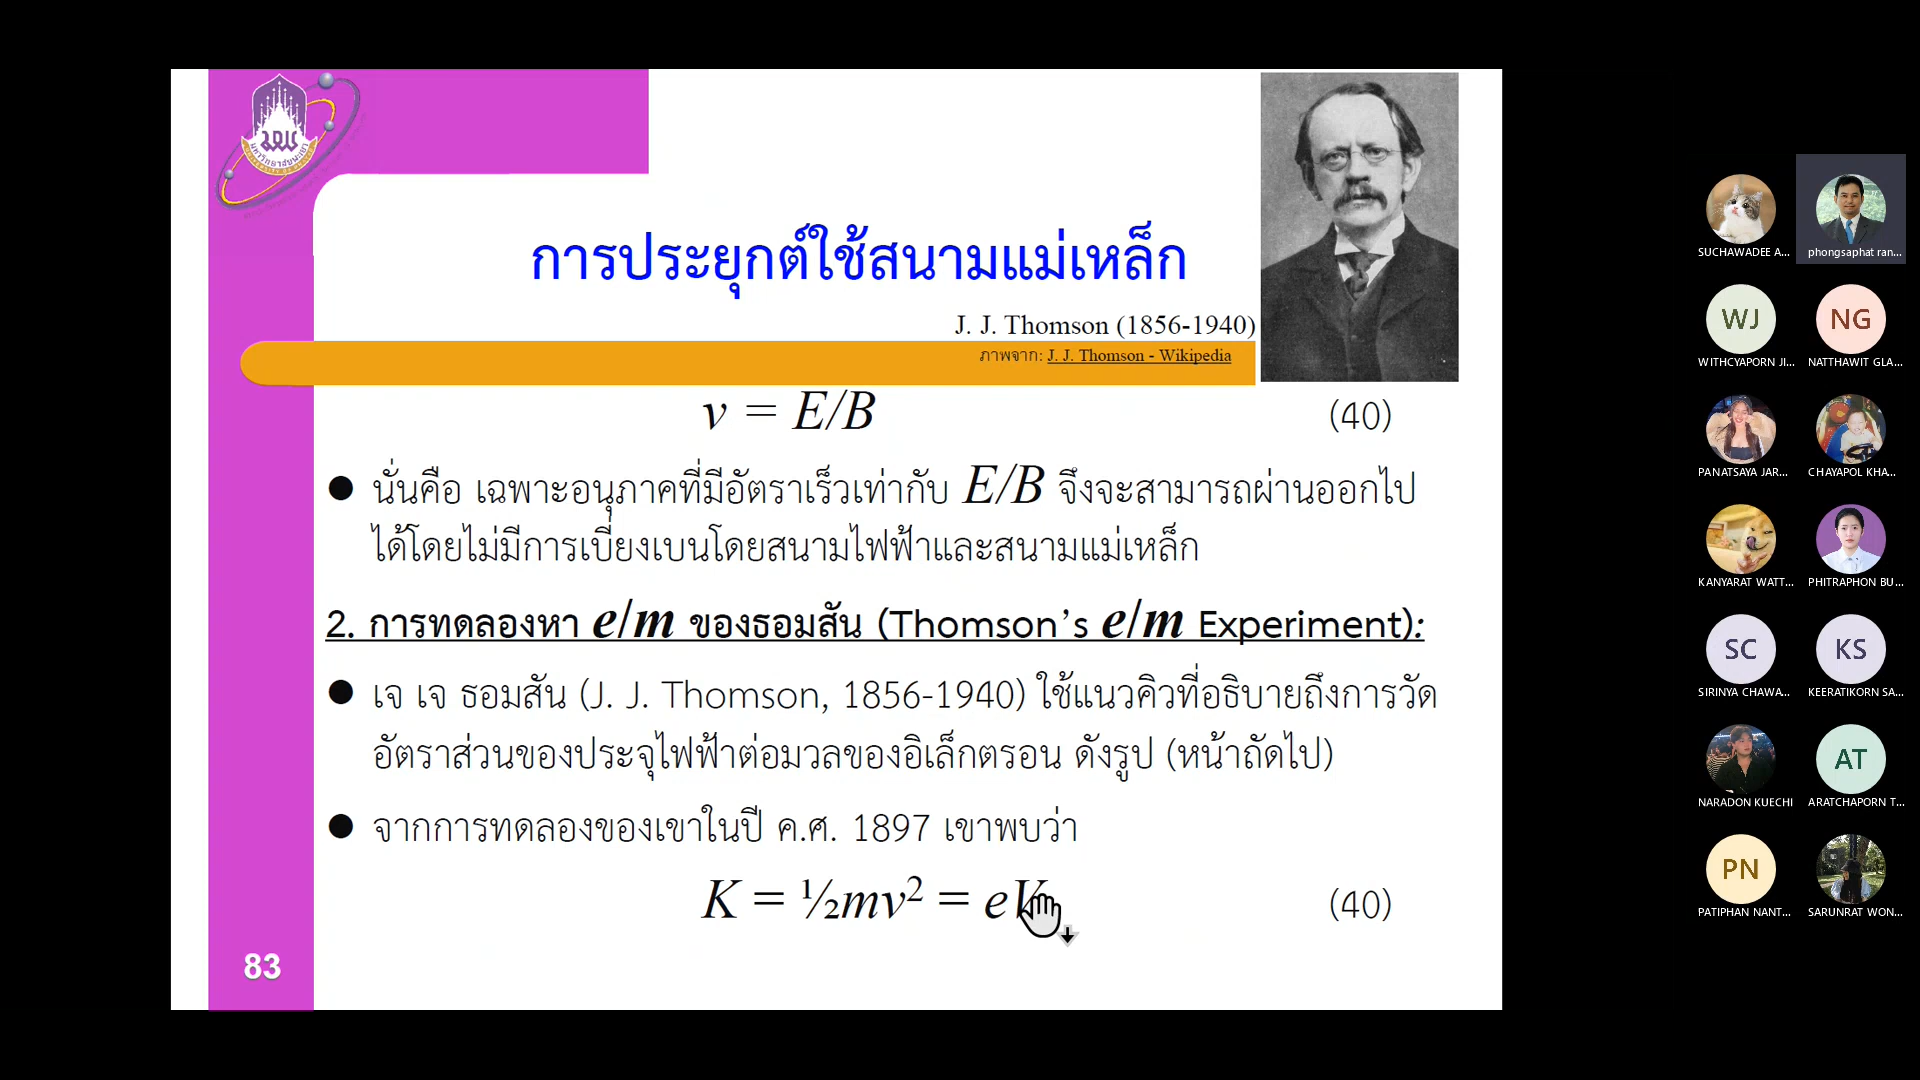 การประยุกต์ใช้สนามแม่เหล็ก
J. J. Thomson (1856-1940)
ภาพจาก: J. J. Thomson - Wikipedia
v = E/B (40)
● นั่นคือ เฉพาะอนุภาคที่มีอัตราเร็วเท่ากับ E/B จึงจะสามารถผ่านออกไป
ได้โดยไม่มีการเบี่ยงเบนโดยสนามไฟฟ้าและสนามแม่เหล็ก
2. การทดลองหา e/m ของธอมสัน (Thomson's e/m Experiment):
● เจ เจ ธอมสัน (J. J. Thomson, 1856-1940) ใช้แนวคิวที่อธิบายถึงการวัด
อัตราส่วนของประจุไฟฟ้าต่อมวลของอิเล็กตรอน ดังรูป (หน้าถัดไป)
● จากการทดลองของเขาในปี ค.ศ. 1897 เขาพบว่า
K = ½mv² = eV (40)
83
SUCHAWADEE A...
phongsaphat ran...
WJ
WITHCYAPORN JI...
NG
NATTHAWIT GLA...
PANATSAYA JAR...
CHAYAPOL KHA...
KANYARAT WATT...
PHITRAPHON BU...
SC
SIRINYA CHAWA...
KS
KEERATIKORN SA...
NARADON KUECHI
AT
ARATCHAPORN T...
PN
PATIPHAN NANT...
SARUNRAT WON...